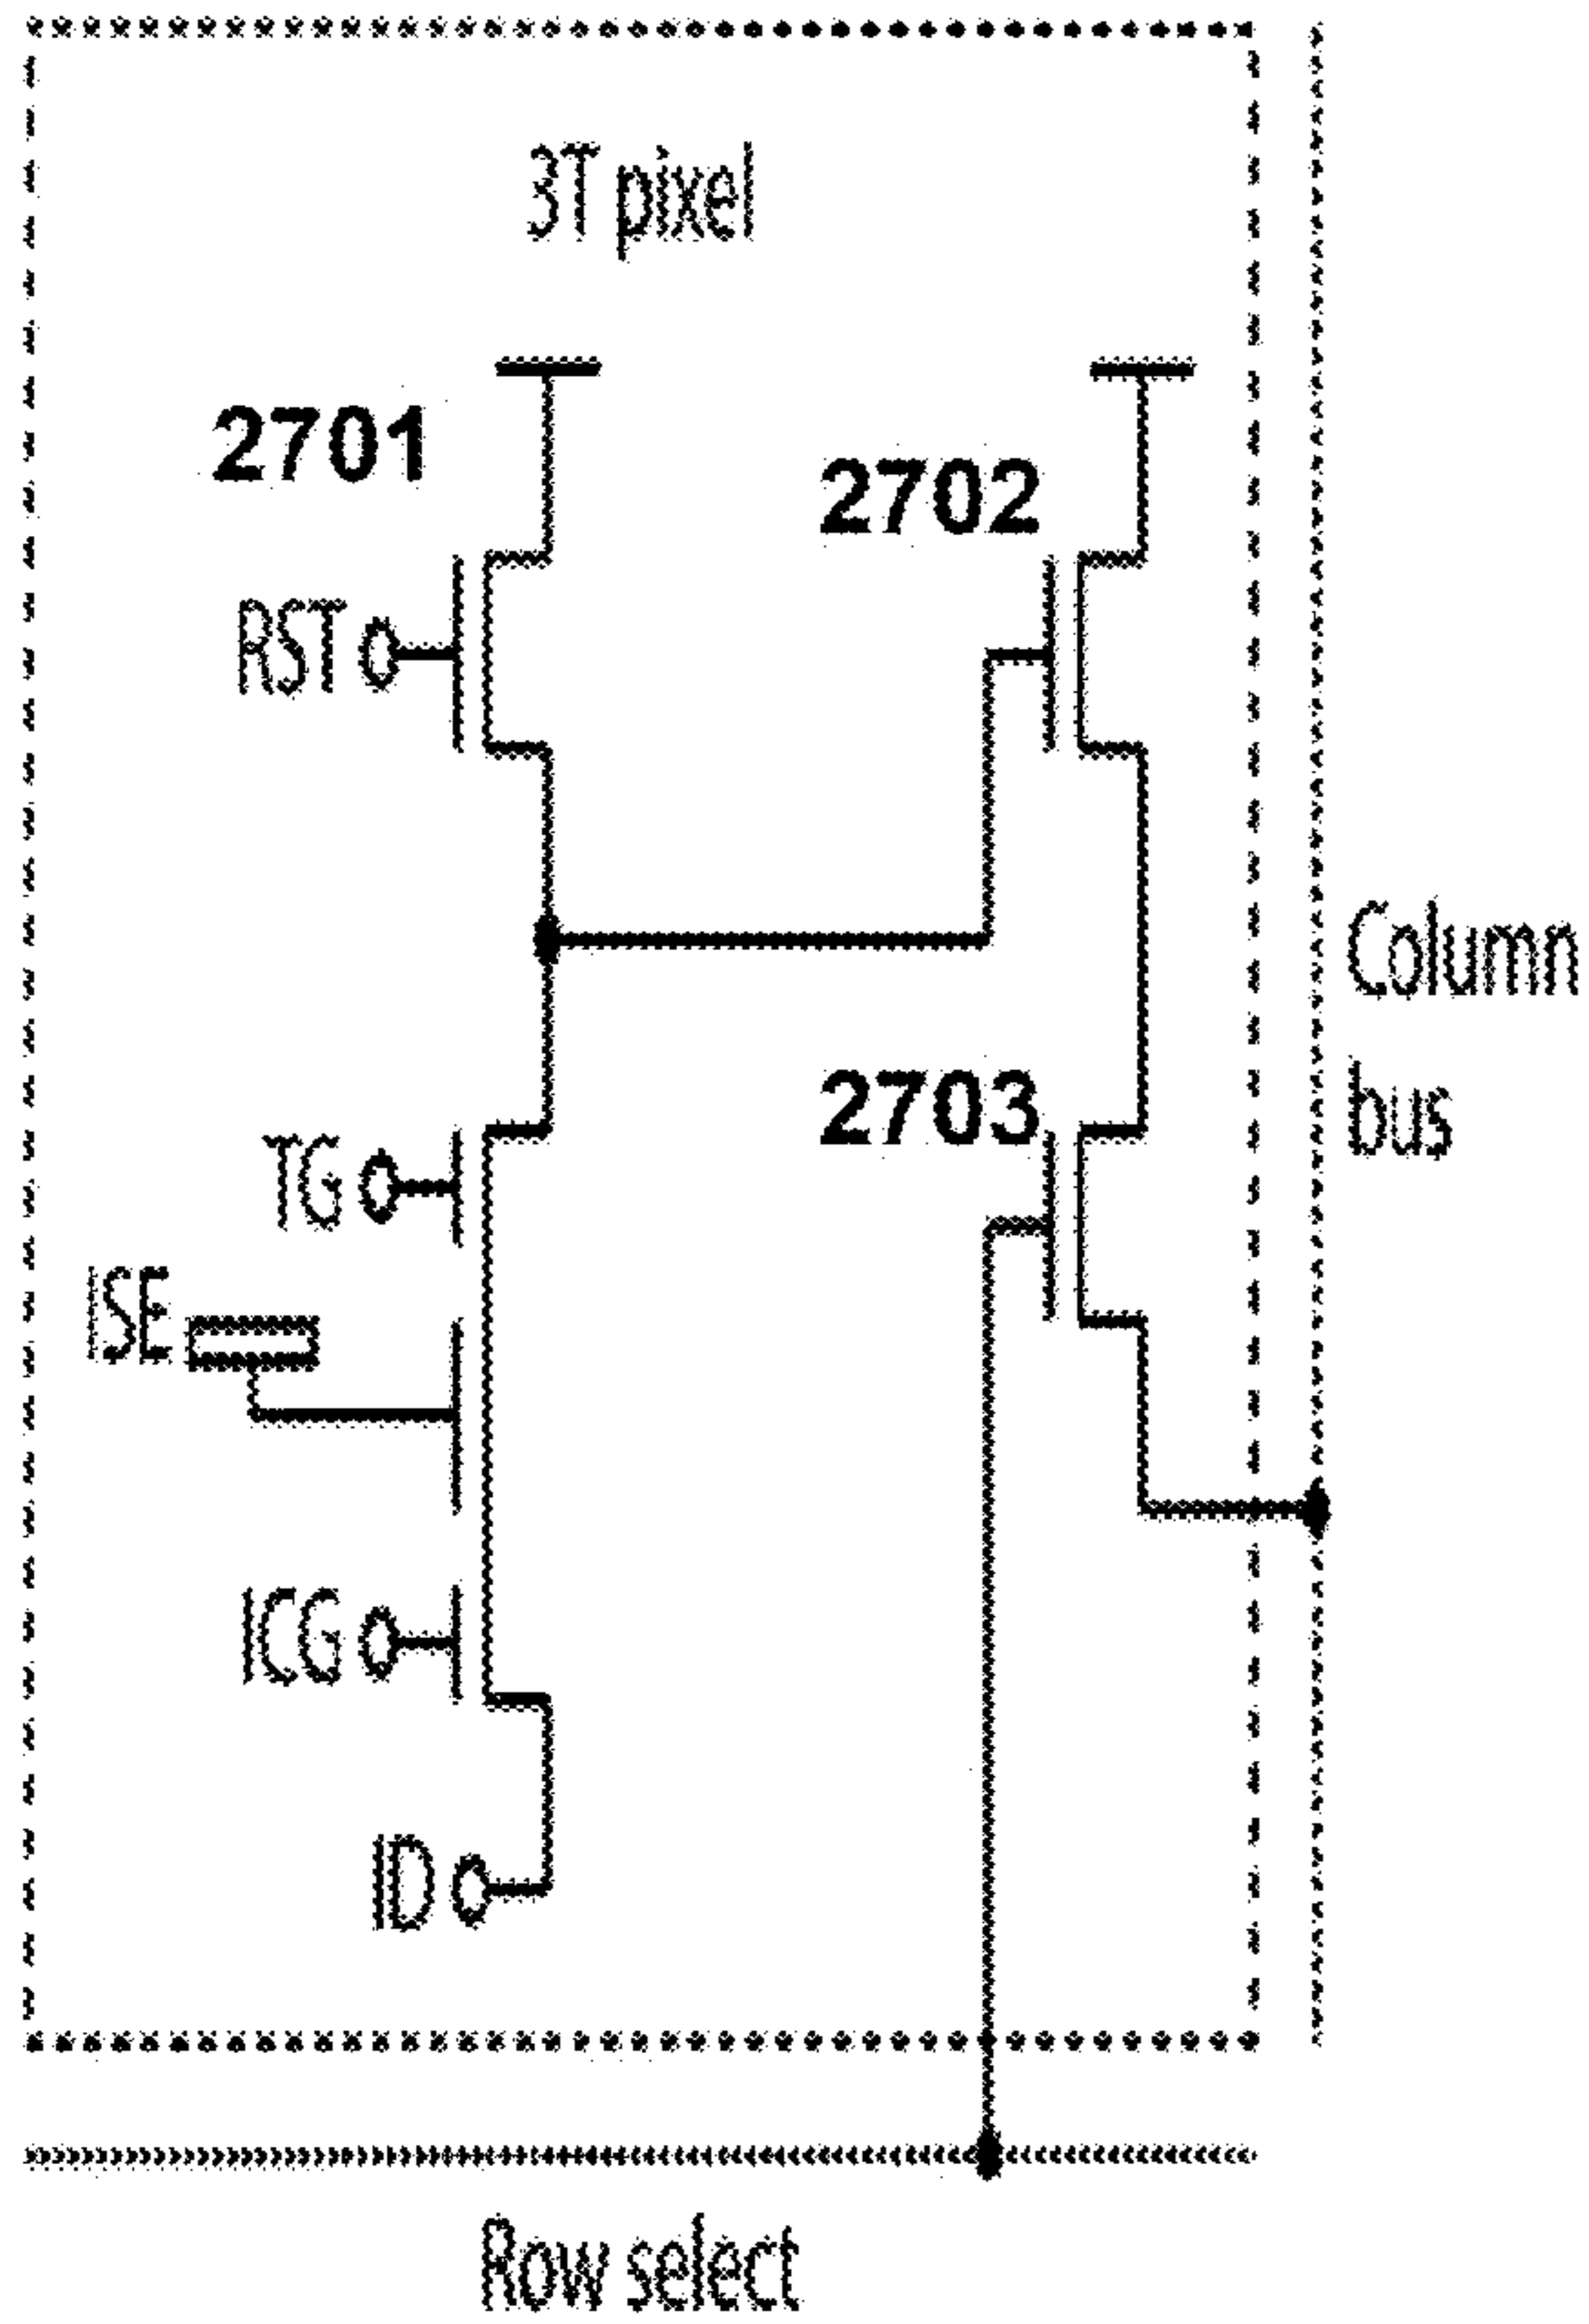 3T pixel
2701
2702
RST
Column
bus
2703
TG
ISE
ICG
ID
Row select